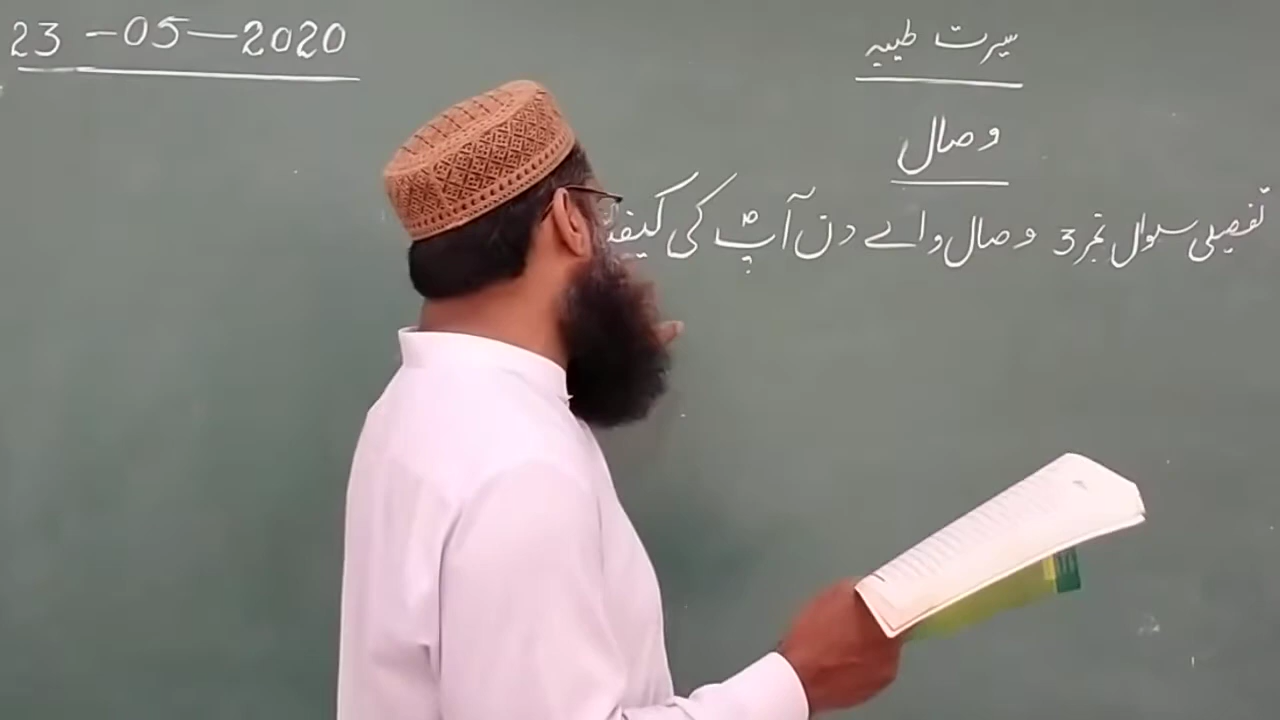 23-05-2020
سیرت طیبہ
وصال
تفصیلی سوال نمبر 3 وصال والے دن آپ ؐ کی